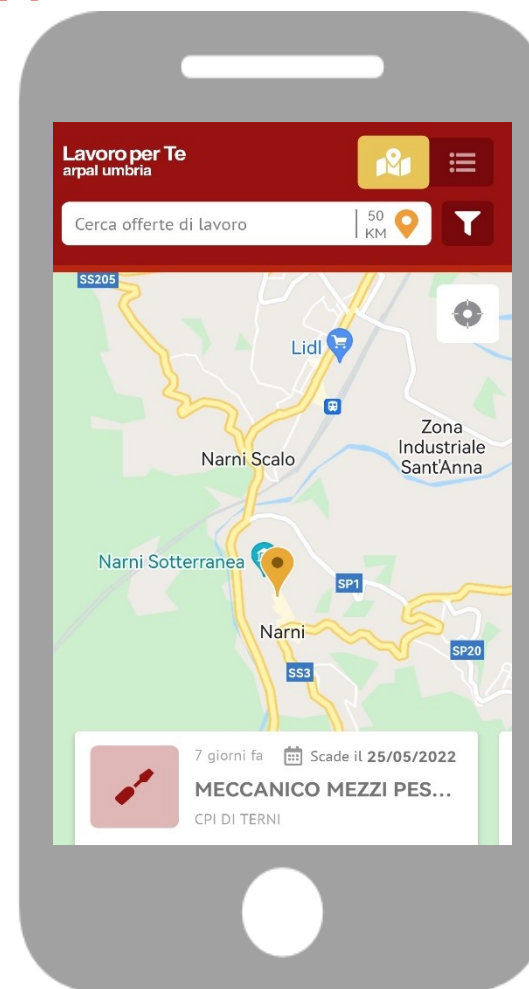 Lavoro per Te
arpal umbria
Cerca offerte di lavoro
50
KM
SS205
Lidl
Zona
Industriale
Sant'Anna
Narni Scalo
Narni Sotterranea
SP1
Narni
SP20
SS3
7 giorni fa Scade il 25/05/2022
MECCANICO MEZZI PES...
CPI DI TERNI